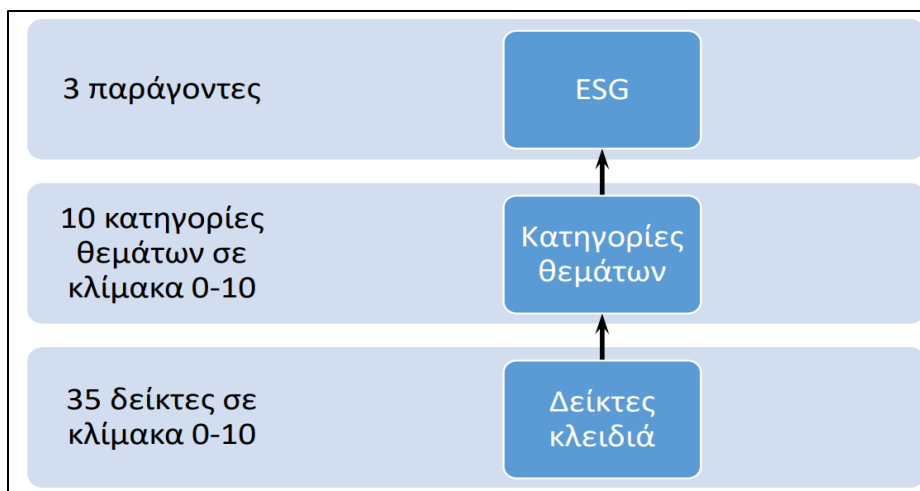 3 παράγοντες
ESG
10 κατηγορίες
θεμάτων σε
κλίμακα 0-10
Κατηγορίες
θεμάτων
35 δείκτες σε
κλίμακα 0-10
Δείκτες
κλειδιά